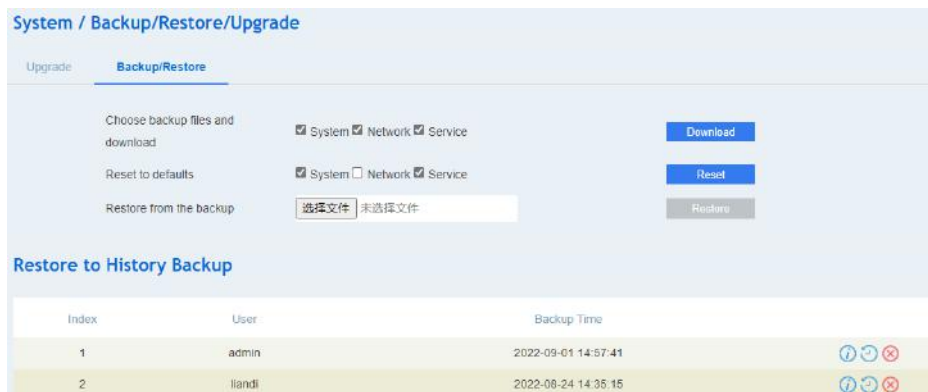 System / Backup/Restore/Upgrade
Upgrade Backup/Restore
Choose backup files and download System Network Service Download
Reset to defaults System Network Service Reset
Restore from the backup 选择文件 未选择文件 Restore
Restore to History Backup
Index User Backup Time
1 admin 2022-09-01 14:57:41
2 liandi 2022-08-24 14:35:15